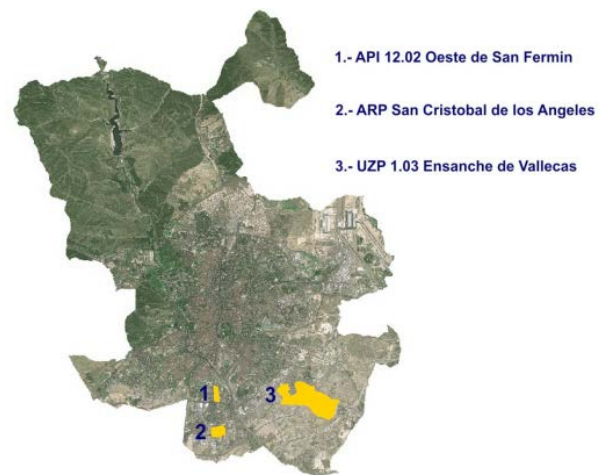 1.- API 12.02 Oeste de San Fermin
2.- ARP San Cristobal de los Angeles
3.- UZP 1.03 Ensanche de Vallecas
1
3
2